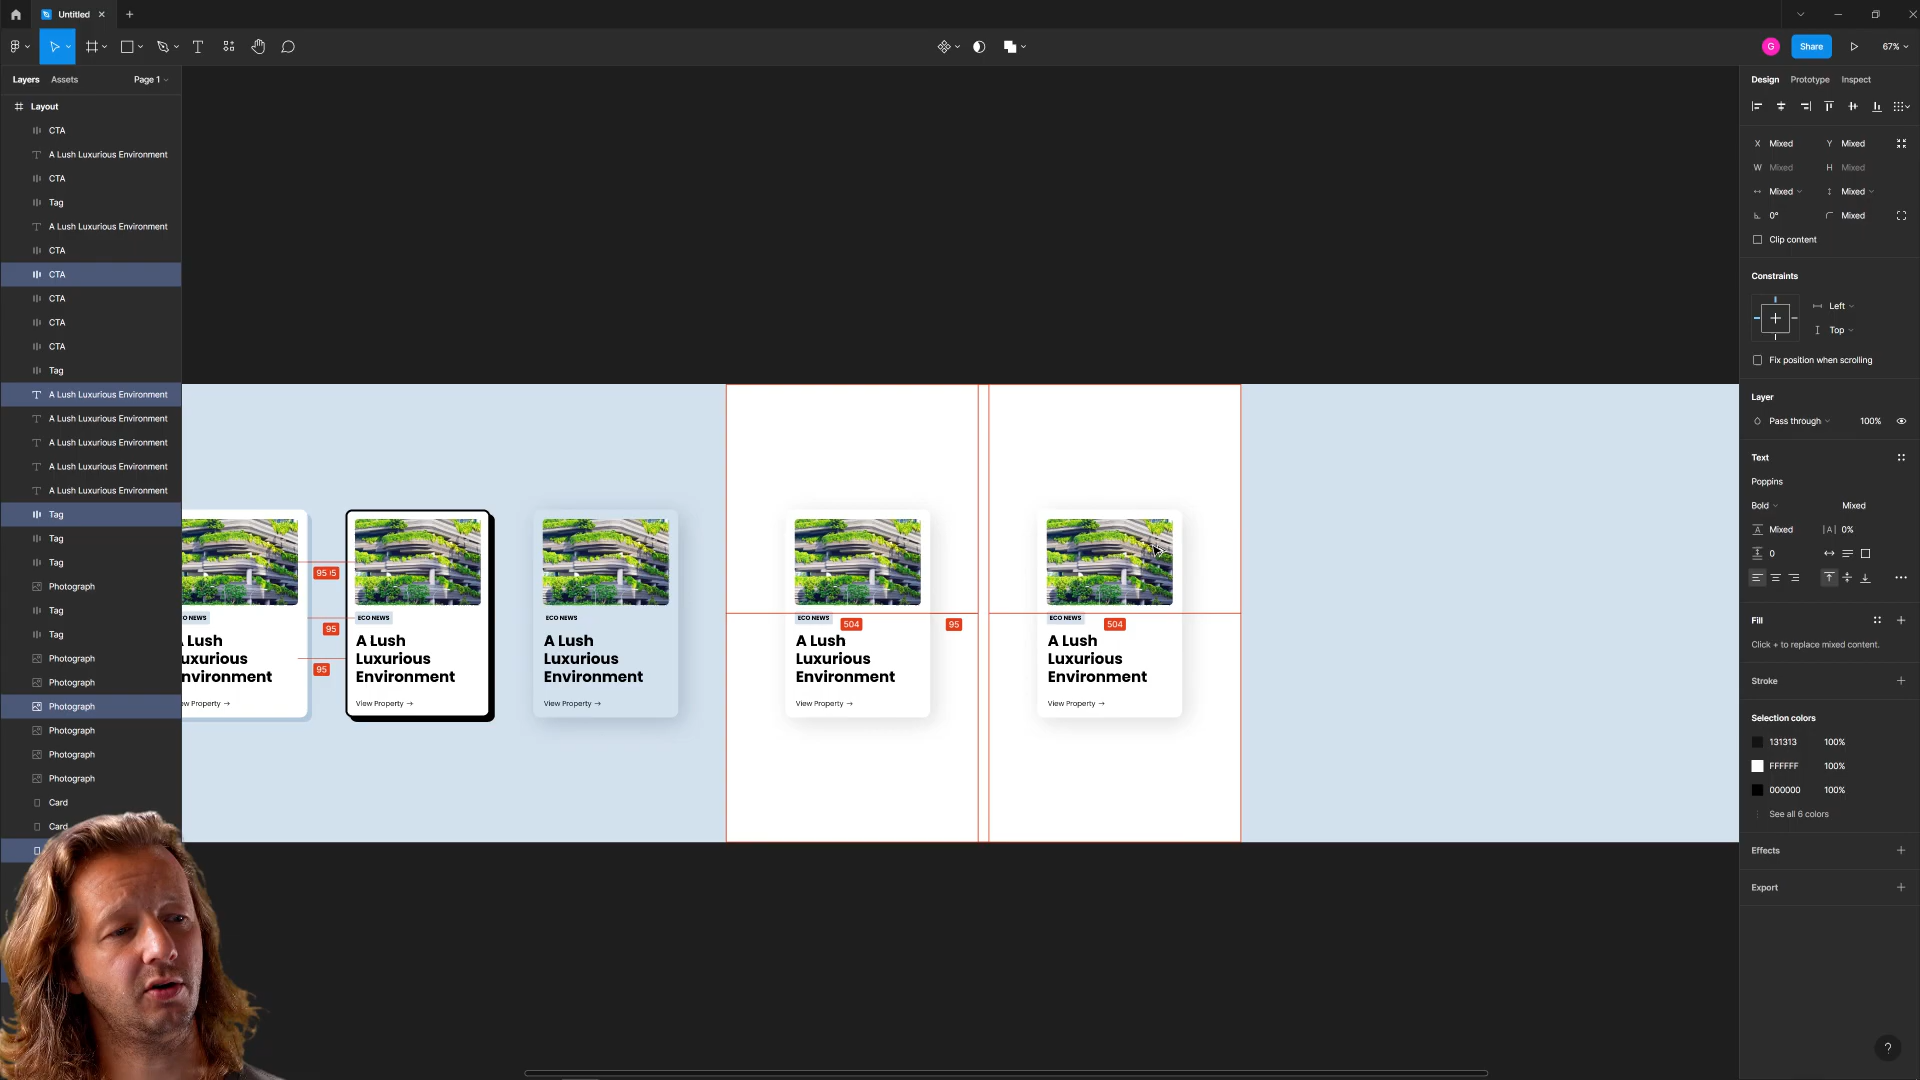 Untitled
Share
G
67%
Layers
Assets
Page 1
Design
Prototype
Inspect
Layout
CTA
A Lush Luxurious Environment
CTA
Tag
A Lush Luxurious Environment
CTA
CTA
CTA
CTA
CTA
Tag
A Lush Luxurious Environment
A Lush Luxurious Environment
A Lush Luxurious Environment
A Lush Luxurious Environment
A Lush Luxurious Environment
Tag
Tag
Tag
Photograph
Tag
Tag
Photograph
Photograph
Photograph
Photograph
Photograph
Photograph
Card
Card
95
95
95
CO NEWS
Lush
uxurious
nvironment
w Property →
ECO NEWS
A Lush
Luxurious
Environment
View Property →
ECO NEWS
A Lush
Luxurious
Environment
View Property →
ECO NEWS
504
95
A Lush
Luxurious
Environment
View Property →
ECO NEWS
504
A Lush
Luxurious
Environment
View Property →
X Mixed Y Mixed
W Mixed H Mixed
Mixed Mixed
0° Mixed
Clip content
Constraints
Left
Top
Fix position when scrolling
Layer
Pass through 100%
Text
Poppins
Bold Mixed
A Mixed |A| 0%
0
Fill
Click + to replace mixed content.
Stroke
Selection colors
131313 100%
FFFFFF 100%
000000 100%
See all 6 colors
Effects
Export
?